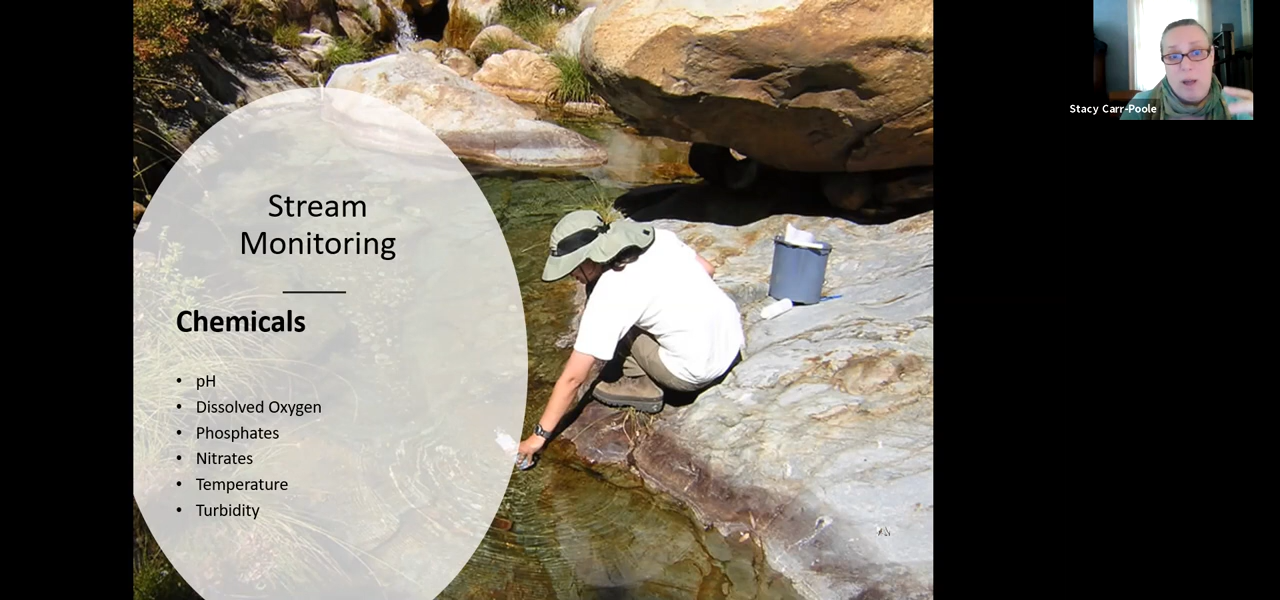 Stream
Monitoring
Chemicals
• pH
• Dissolved Oxygen
• Phosphates
• Nitrates
• Temperature
• Turbidity
Stacy Carr-Poole